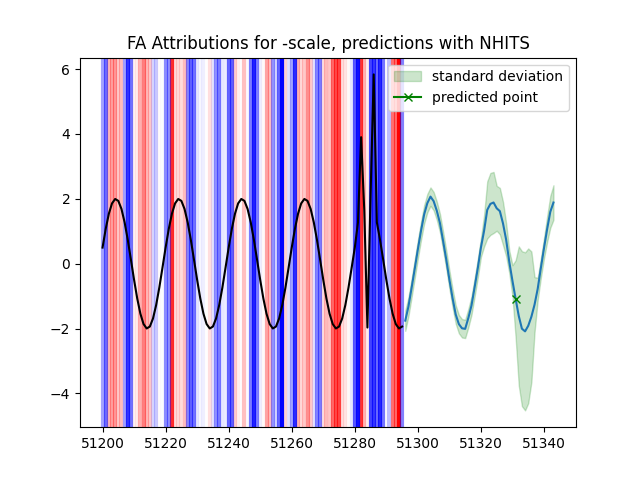 FA Attributions for -scale, predictions with NHITS
standard deviation
predicted point
6
4
2
0
−2
−4
51200 51220 51240 51260 51280 51300 51320 51340